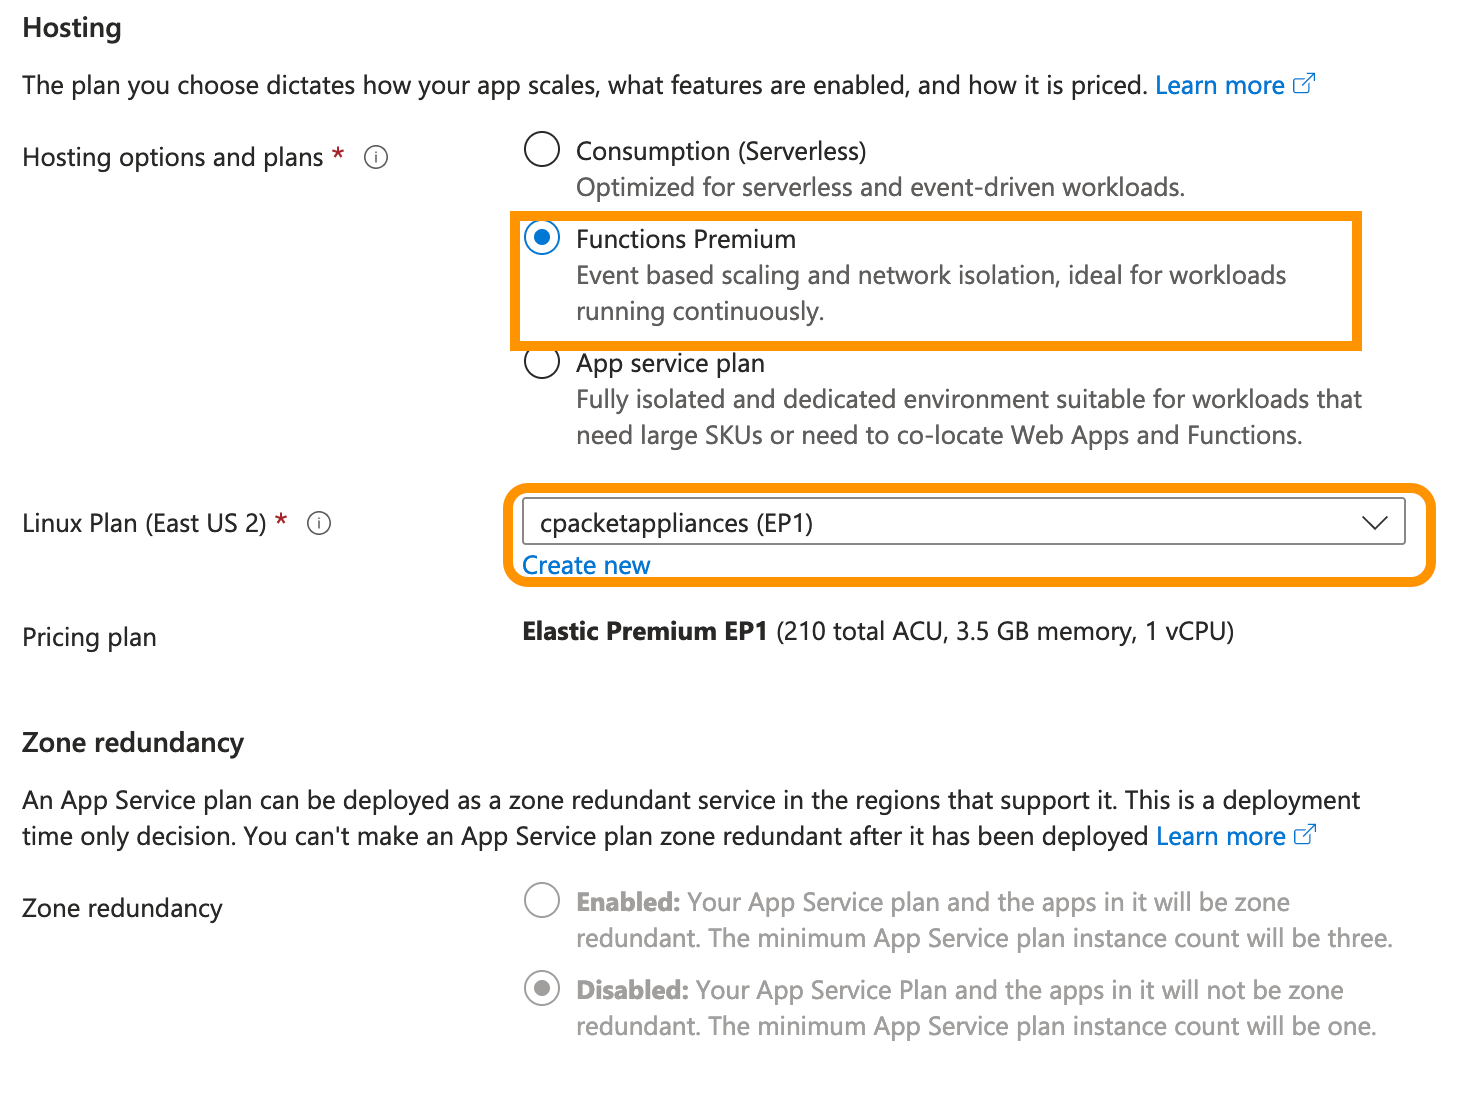 Hosting
The plan you choose dictates how your app scales, what features are enabled, and how it is priced. Learn more
Hosting options and plans *
Consumption (Serverless)
Optimized for serverless and event-driven workloads.
Functions Premium
Event based scaling and network isolation, ideal for workloads
running continuously.
App service plan
Fully isolated and dedicated environment suitable for workloads that
need large SKUs or need to co-locate Web Apps and Functions.
Linux Plan (East US 2) *
cpacketappliances (EP1)
Create new
Pricing plan
Elastic Premium EP1 (210 total ACU, 3.5 GB memory, 1 vCPU)
Zone redundancy
An App Service plan can be deployed as a zone redundant service in the regions that support it. This is a deployment
time only decision. You can't make an App Service plan zone redundant after it has been deployed Learn more
Zone redundancy
Enabled: Your App Service plan and the apps in it will be zone
redundant. The minimum App Service plan instance count will be three.
Disabled: Your App Service Plan and the apps in it will not be zone
redundant. The minimum App Service plan instance count will be one.